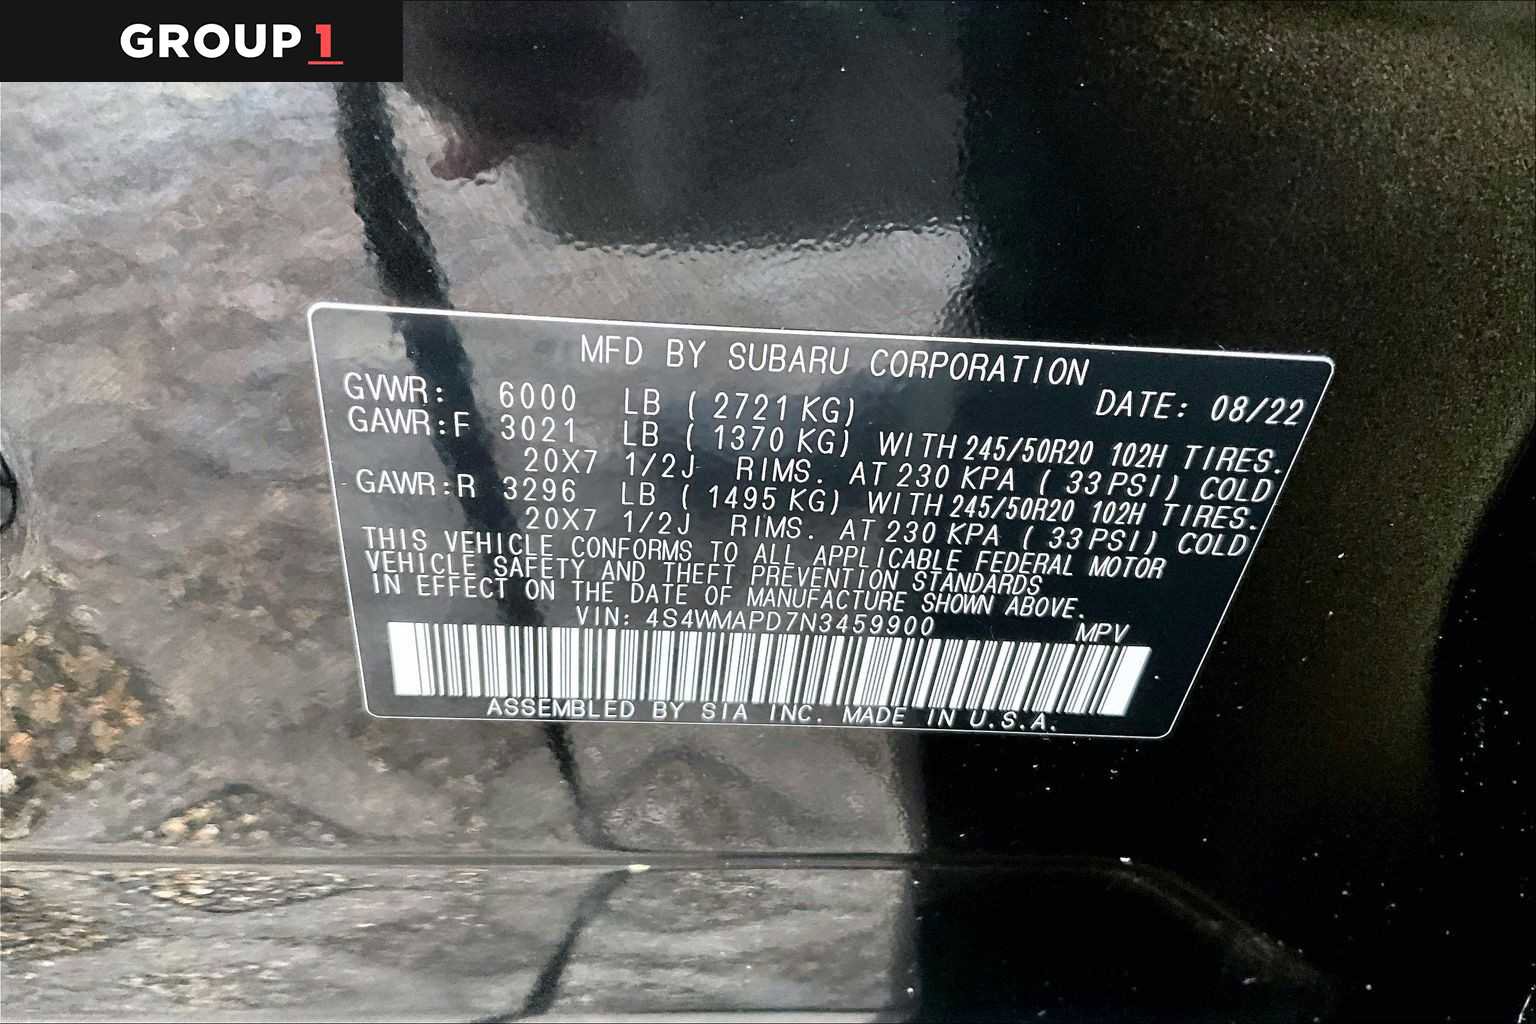 GROUP 1
MFD BY SUBARU CORPORATION
GVWR: 6000 LB ( 2721 KG) DATE: 08/22
GAWR:F 3021 LB ( 1370 KG) WITH 245/50R20 102H TIRES.
20X7 1/2J RIMS. AT 230 KPA ( 33 PSI) COLD
GAWR:R 3296 LB ( 1495 KG) WITH 245/50R20 102H TIRES.
20X7 1/2J RIMS. AT 230 KPA ( 33 PSI) COLD
THIS VEHICLE CONFORMS TO ALL APPLICABLE FEDERAL MOTOR
VEHICLE SAFETY AND THEFT PREVENTION STANDARDS
IN EFFECT ON THE DATE OF MANUFACTURE SHOWN ABOVE.
VIN: 4S4WMAPD7N3459900 MPV
ASSEMBLED BY SIA INC. MADE IN U.S.A.